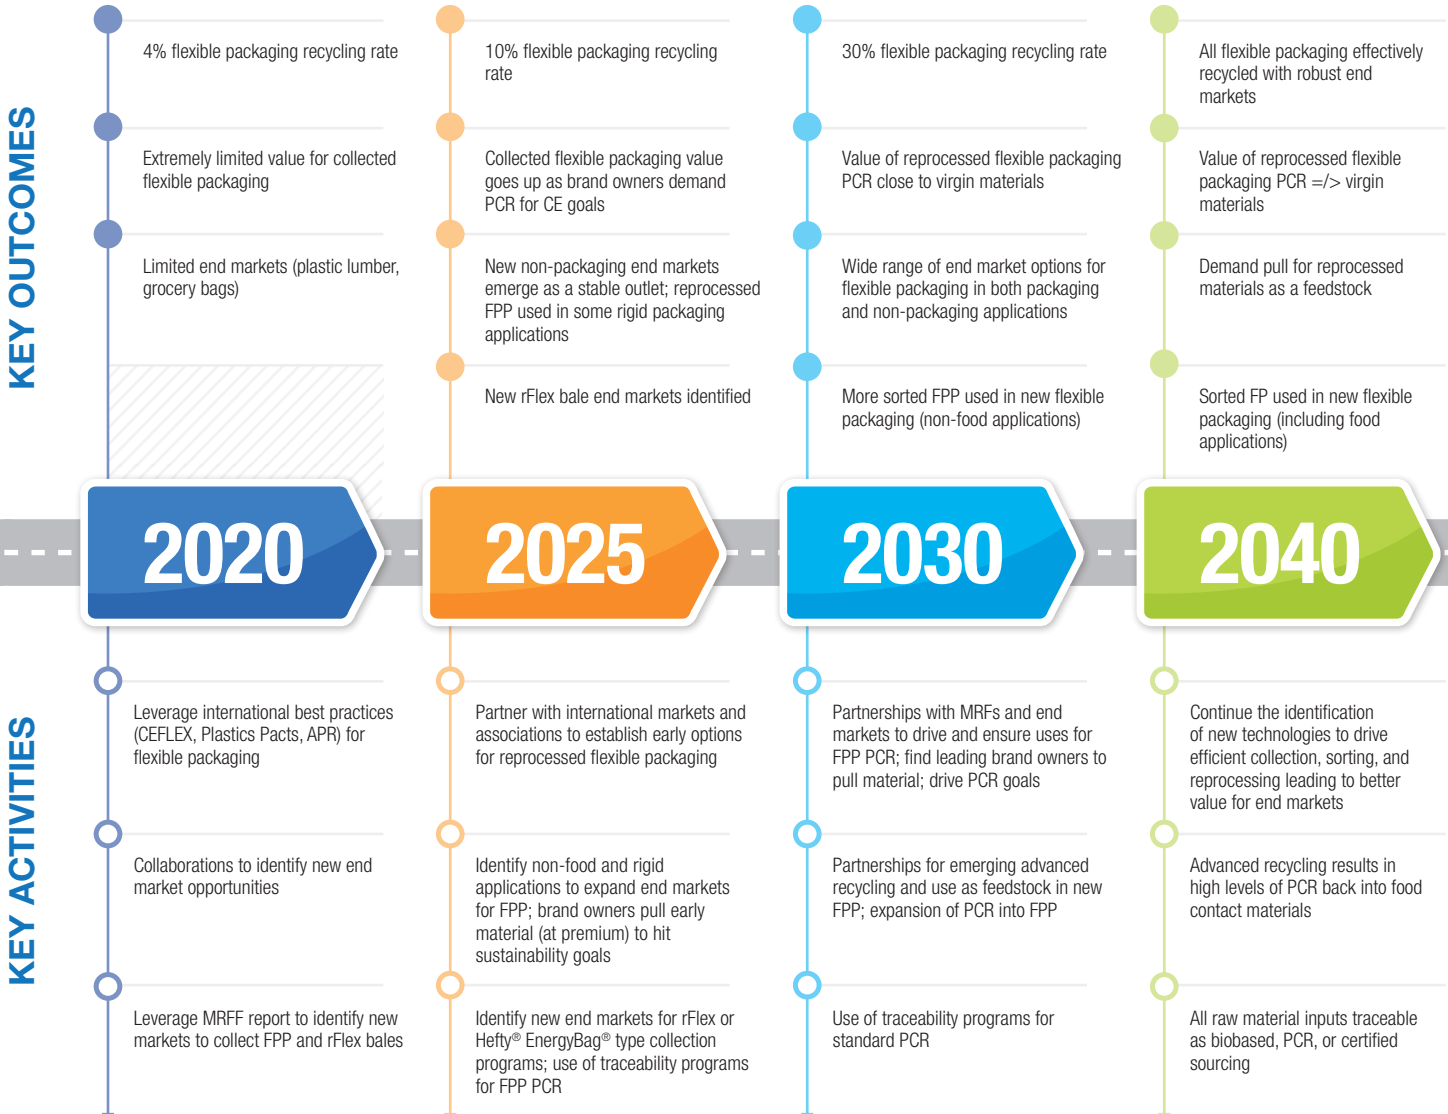 KEY OUTCOMES
4% flexible packaging recycling rate
Extremely limited value for collected
flexible packaging
Limited end markets (plastic lumber,
grocery bags)
10% flexible packaging recycling
rate
Collected flexible packaging value
goes up as brand owners demand
PCR for CE goals
New non-packaging end markets
emerge as a stable outlet; reprocessed
FPP used in some rigid packaging
applications
New rFlex bale end markets identified
30% flexible packaging recycling rate
Value of reprocessed flexible packaging
PCR close to virgin materials
Wide range of end market options for
flexible packaging in both packaging
and non-packaging applications
More sorted FPP used in new flexible
packaging (non-food applications)
All flexible packaging effectively
recycled with robust end
markets
Value of reprocessed flexible
packaging PCR =/> virgin
materials
Demand pull for reprocessed
materials as a feedstock
Sorted FP used in new flexible
packaging (including food
applications)
2020
2025
2030
2040
KEY ACTIVITIES
Leverage international best practices
(CEFLEX, Plastics Pacts, APR) for
flexible packaging
Collaborations to identify new end
market opportunities
Leverage MRFF report to identify new
markets to collect FPP and rFlex bales
Partner with international markets and
associations to establish early options
for reprocessed flexible packaging
Identify non-food and rigid
applications to expand end markets
for FPP; brand owners pull early
material (at premium) to hit
sustainability goals
Identify new end markets for rFlex or
Hefty® EnergyBag® type collection
programs; use of traceability programs
for FPP PCR
Partnerships with MRFs and end
markets to drive and ensure uses for
FPP PCR; find leading brand owners to
pull material; drive PCR goals
Partnerships for emerging advanced
recycling and use as feedstock in new
FPP; expansion of PCR into FPP
Use of traceability programs for
standard PCR
Continue the identification
of new technologies to drive
efficient collection, sorting, and
reprocessing leading to better
value for end markets
Advanced recycling results in
high levels of PCR back into food
contact materials
All raw material inputs traceable
as biobased, PCR, or certified
sourcing